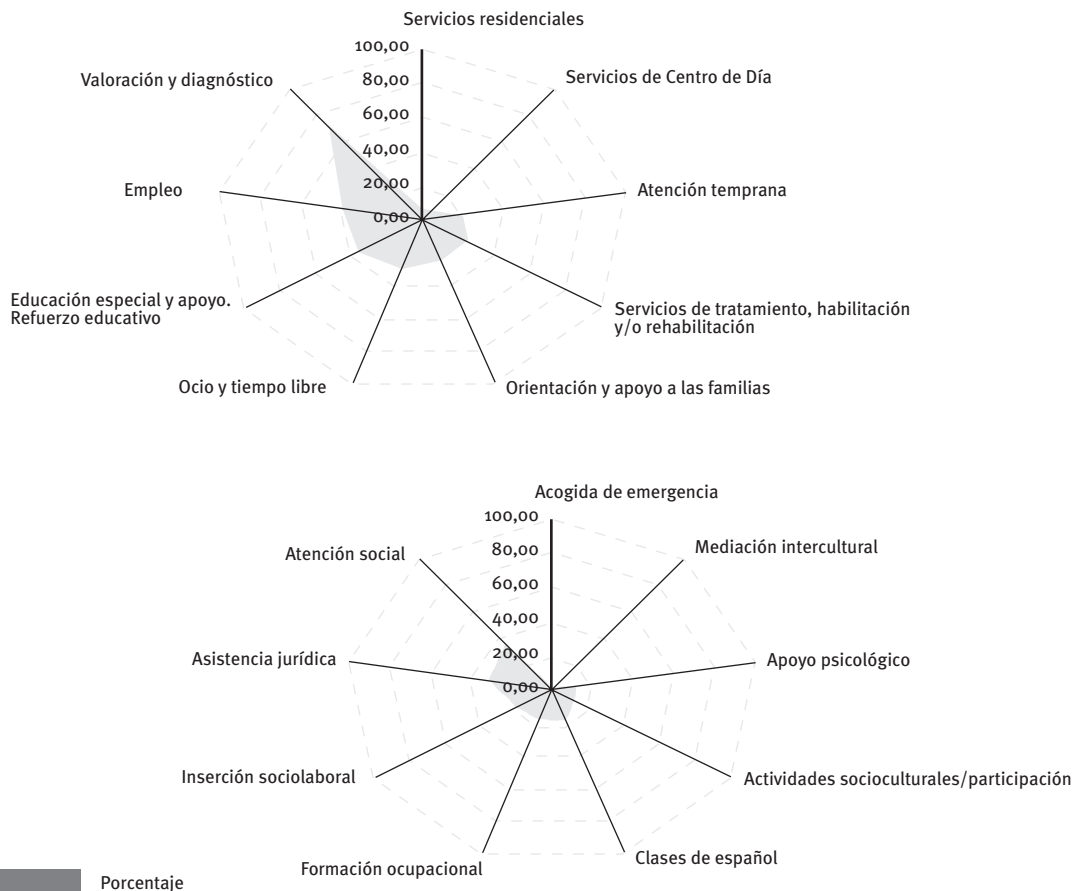 Servicios residenciales
100,00
80,00
60,00
40,00
20,00
0,00
Servicios de Centro de Día
Atención temprana
Servicios de tratamiento, habilitación
y/o rehabilitación
Orientación y apoyo a las familias
Ocio y tiempo libre
Educación especial y apoyo.
Refuerzo educativo
Empleo
Valoración y diagnóstico
Acogida de emergencia
100,00
80,00
60,00
40,00
20,00
0,00
Mediación intercultural
Apoyo psicológico
Actividades socioculturales/participación
Clases de español
Formación ocupacional
Inserción sociolaboral
Asistencia jurídica
Atención social
Porcentaje